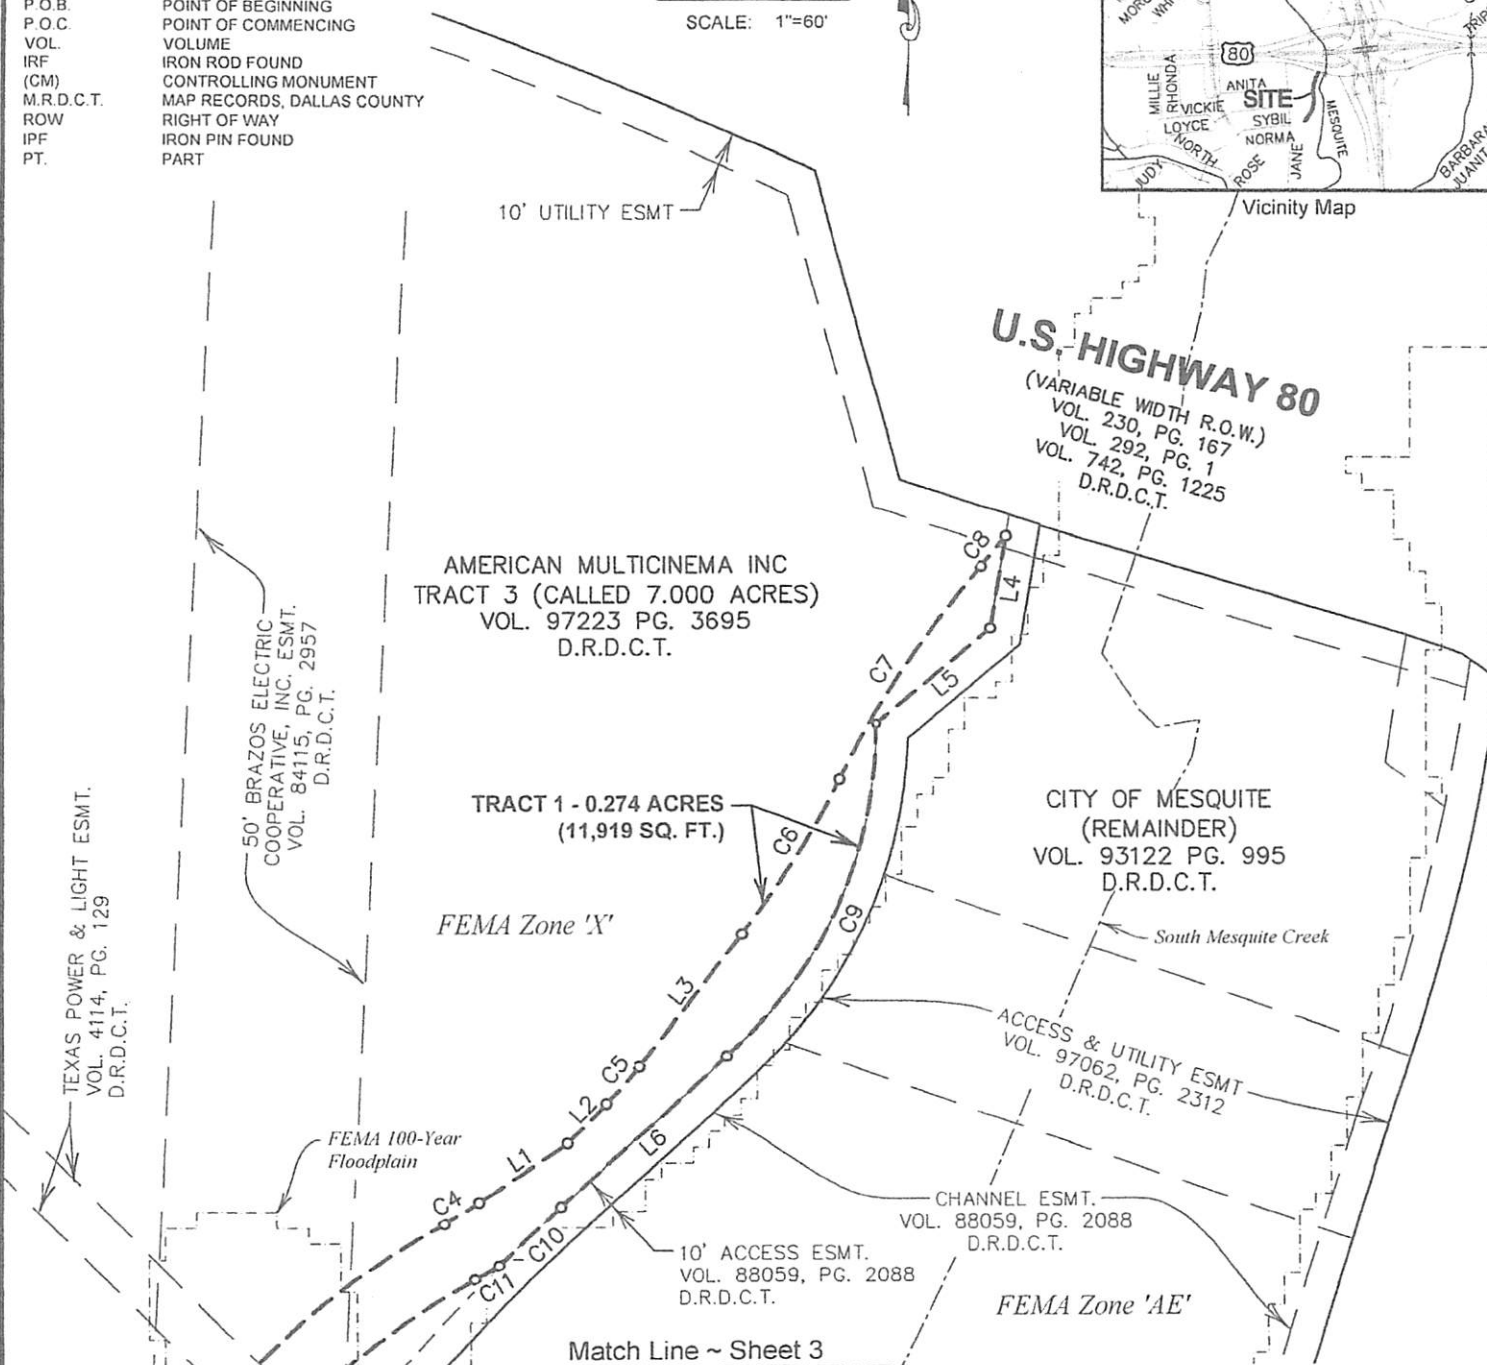 P.O.B. POINT OF BEGINNING
P.O.C. POINT OF COMMENCING
VOL. VOLUME
IRF IRON ROD FOUND
(CM) CONTROLLING MONUMENT
M.R.D.C.T. MAP RECORDS, DALLAS COUNTY
ROW RIGHT OF WAY
IPF IRON PIN FOUND
PT. PART
SCALE: 1"=60'
80
MILLIE
RHONDA
ANITA
SITE
VICKIE
SYBIL
LOYCE
NORMA
NORTH
JUDY
ROSE
JANE
MESQUITE
BARBARA
Vicinity Map
10' UTILITY ESMT
U.S. HIGHWAY 80
(VARIABLE WIDTH R.O.W.)
VOL. 230, PG. 167
VOL. 292, PG. 1
VOL. 742, PG. 1225
D.R.D.C.T.
AMERICAN MULTICINEMA INC
TRACT 3 (CALLED 7.000 ACRES)
VOL. 97223 PG. 3695
D.R.D.C.T.
C8
L4
C7
L5
50' BRAZOS ELECTRIC
COOPERATIVE, INC. ESMT.
VOL. 84115, PG. 2957
D.R.D.C.T.
TRACT 1 - 0.274 ACRES
(11,919 SQ. FT.)
C6
CITY OF MESQUITE
(REMAINDER)
VOL. 93122 PG. 995
D.R.D.C.T.
TEXAS POWER & LIGHT ESMT.
VOL. 4114, PG. 129
D.R.D.C.T.
FEMA Zone 'X'
C9
South Mesquite Creek
L3
ACCESS & UTILITY ESMT
VOL. 97062, PG. 2312
D.R.D.C.T.
C5
L2
L6
L1
FEMA 100-Year
Floodplain
C4
CHANNEL ESMT.
VOL. 88059, PG. 2088
D.R.D.C.T.
C10
C11
10' ACCESS ESMT.
VOL. 88059, PG. 2088
D.R.D.C.T.
FEMA Zone 'AE'
Match Line ~ Sheet 3